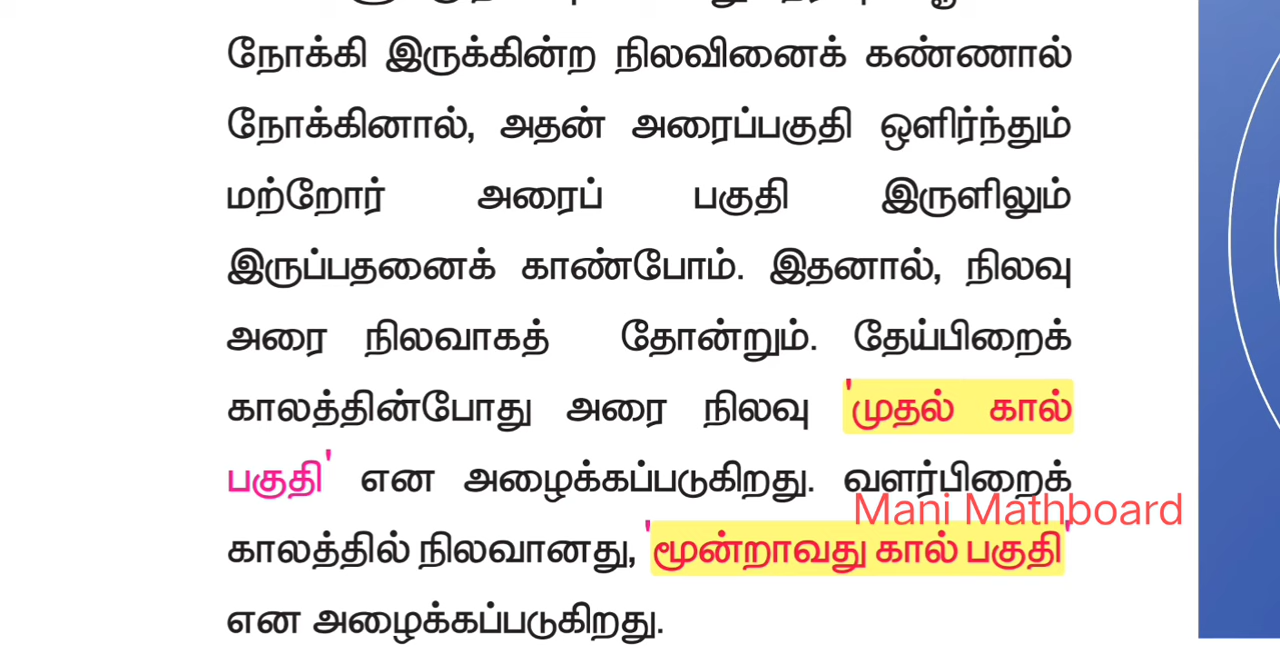 நோக்கி இருக்கின்ற நிலவினைக் கண்ணால்
நோக்கினால், அதன் அரைப்பகுதி ஒளிர்ந்தும்
மற்றோர் அரைப் பகுதி இருளிலும்
இருப்பதனைக் காண்போம். இதனால், நிலவு
அரை நிலவாகத் தோன்றும். தேய்பிறைக்
காலத்தின்போது அரை நிலவு 'முதல் கால்
பகுதி' என அழைக்கப்படுகிறது. வளர்பிறைக்
Mani Mathboard
காலத்தில் நிலவானது, 'மூன்றாவது கால் பகுதி'
என அழைக்கப்படுகிறது.